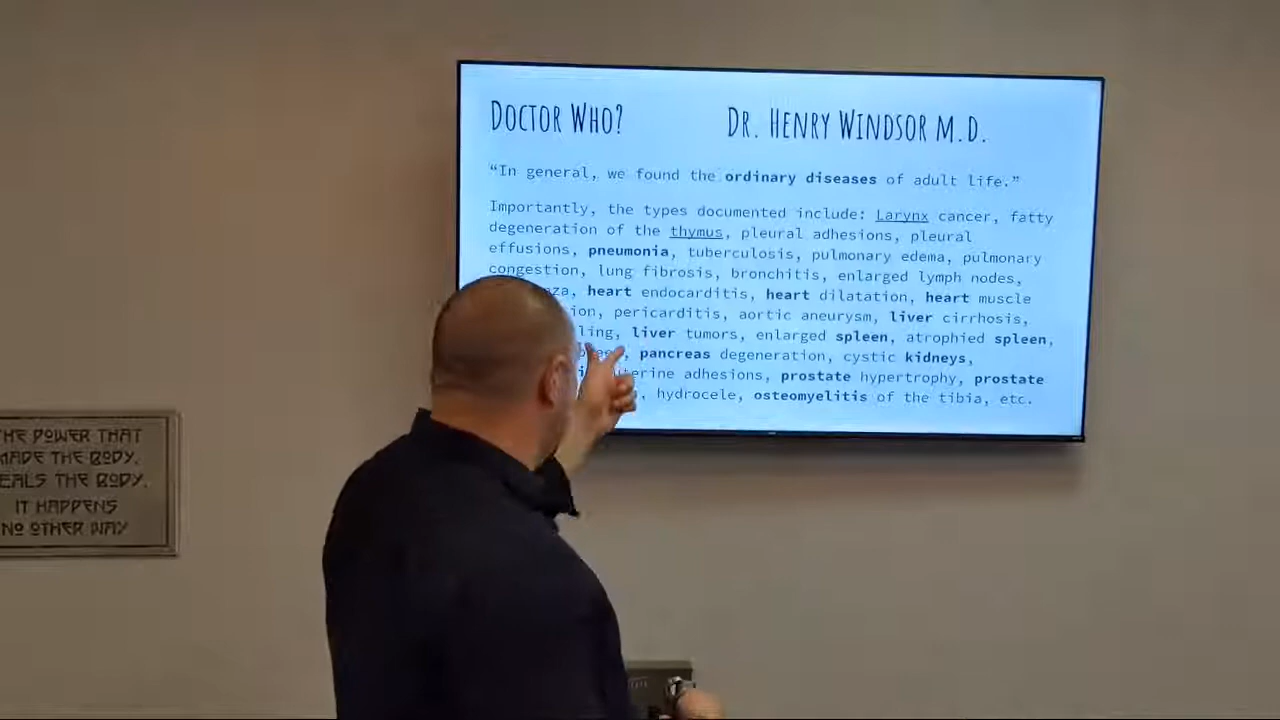 DOCTOR WHO? DR. HENRY WINDSOR M.D.
“In general, we found the ordinary diseases of adult life.”
Importantly, the types documented include: Larynx cancer, fatty
degeneration of the thymus, pleural adhesions, pleural
effusions, pneumonia, tuberculosis, pulmonary edema, pulmonary
congestion, lung fibrosis, bronchitis, enlarged lymph nodes,
heart endocarditis, heart dilatation, heart muscle
pericarditis, aortic aneurysm, liver cirrhosis,
liver tumors, enlarged spleen, atrophied spleen,
pancreas degeneration, cystic kidneys,
uterine adhesions, prostate hypertrophy, prostate
hydrocele, osteomyelitis of the tibia, etc.
THE POWER THAT
MADE THE BODY,
HEALS THE BODY,
IT HAPPENS
NO OTHER WAY